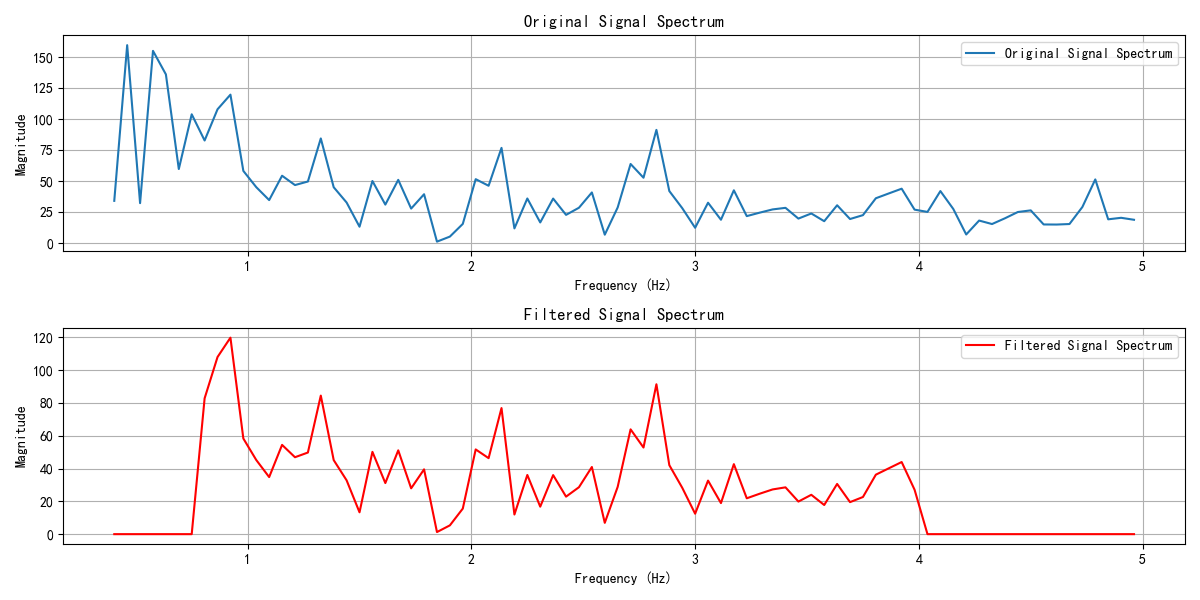 Original Signal Spectrum
Original Signal Spectrum
Magnitude
150
125
100
75
50
25
0
1 2 3 4 5
Frequency (Hz)
Filtered Signal Spectrum
Filtered Signal Spectrum
Magnitude
120
100
80
60
40
20
0
1 2 3 4 5
Frequency (Hz)